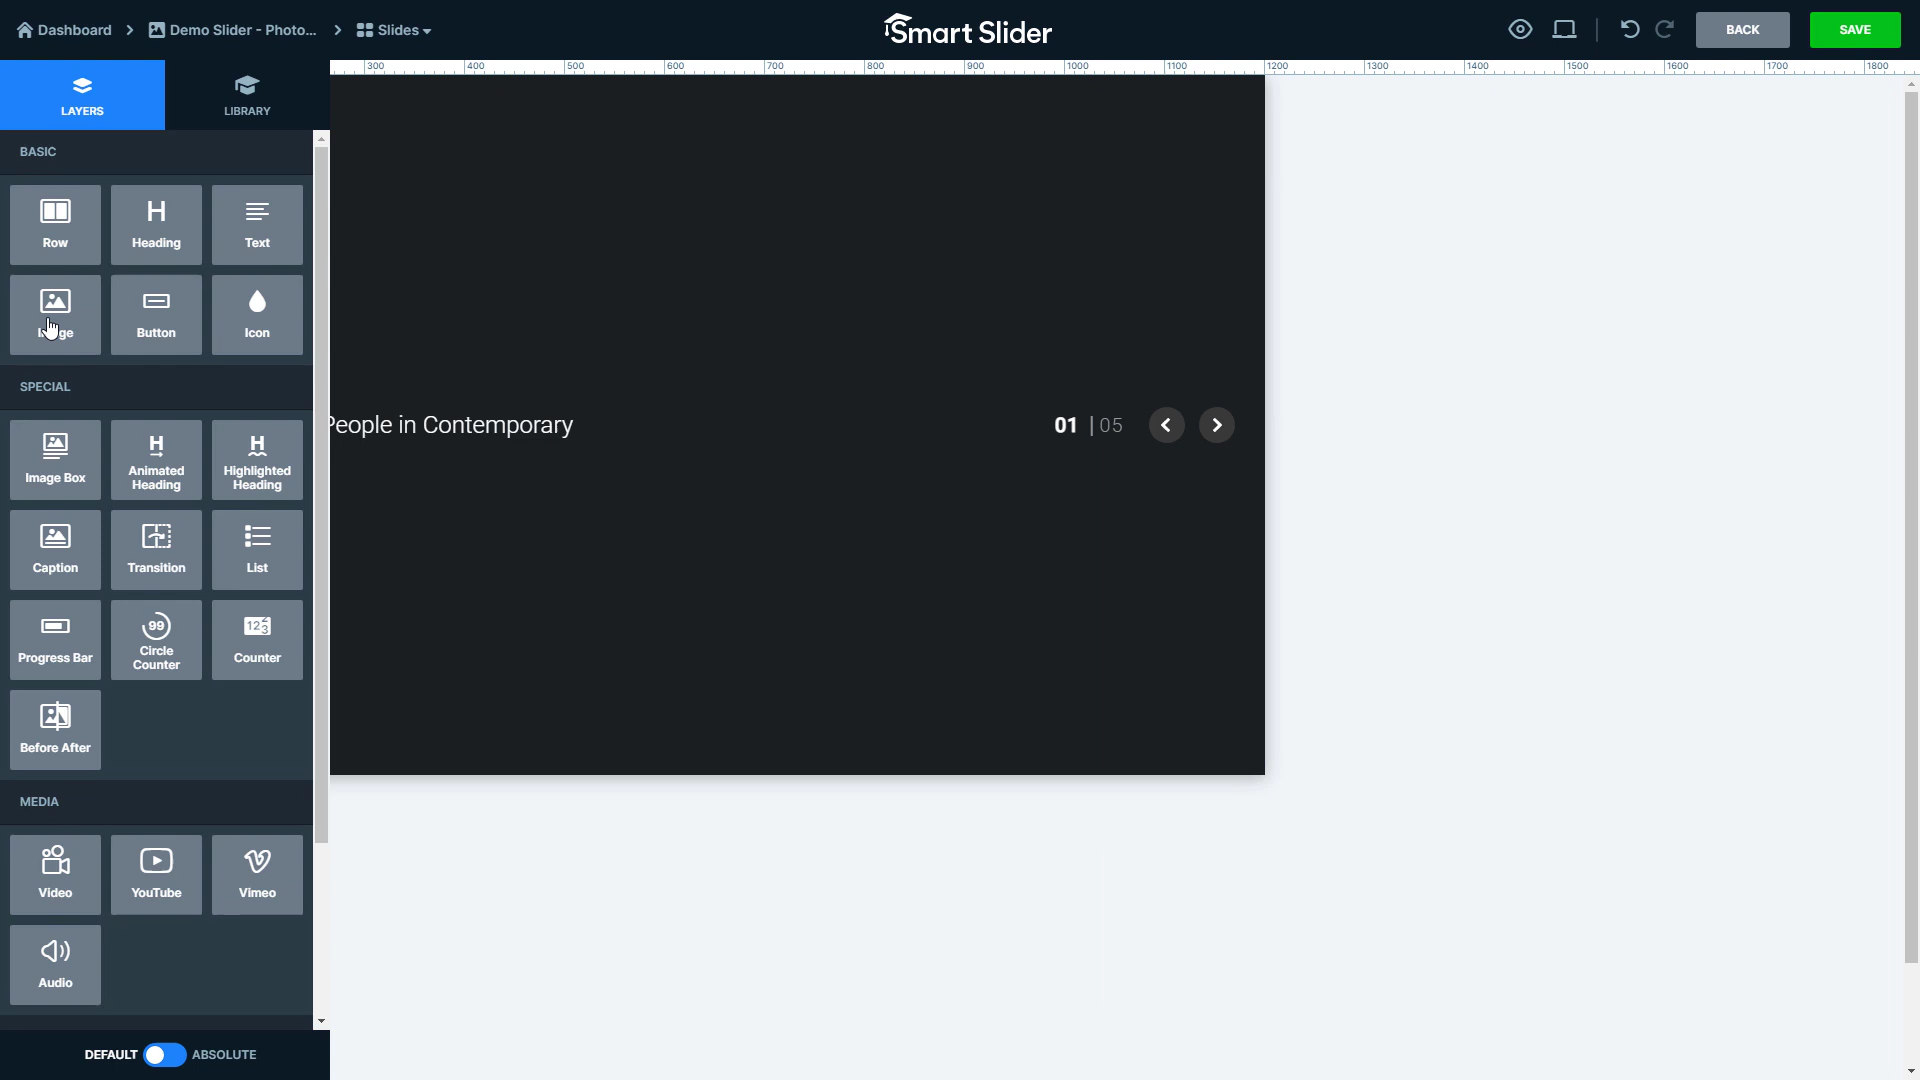 Dashboard
Demo Slider - Photo...
Slides
Smart Slider
BACK
SAVE
LAYERS
LIBRARY
300 400 500 600 700 800 900 1000 1100 1200 1300 1400 1500 1600 1700 1800
BASIC
Row
Heading
Text
Button
Icon
SPECIAL
Image Box
Animated
Heading
Highlighted
Heading
Caption
Transition
List
Progress Bar
99
Circle
Counter
Counter
Before After
MEDIA
Video
YouTube
Vimeo
Audio
DEFAULT
ABSOLUTE
People in Contemporary
01 | 05